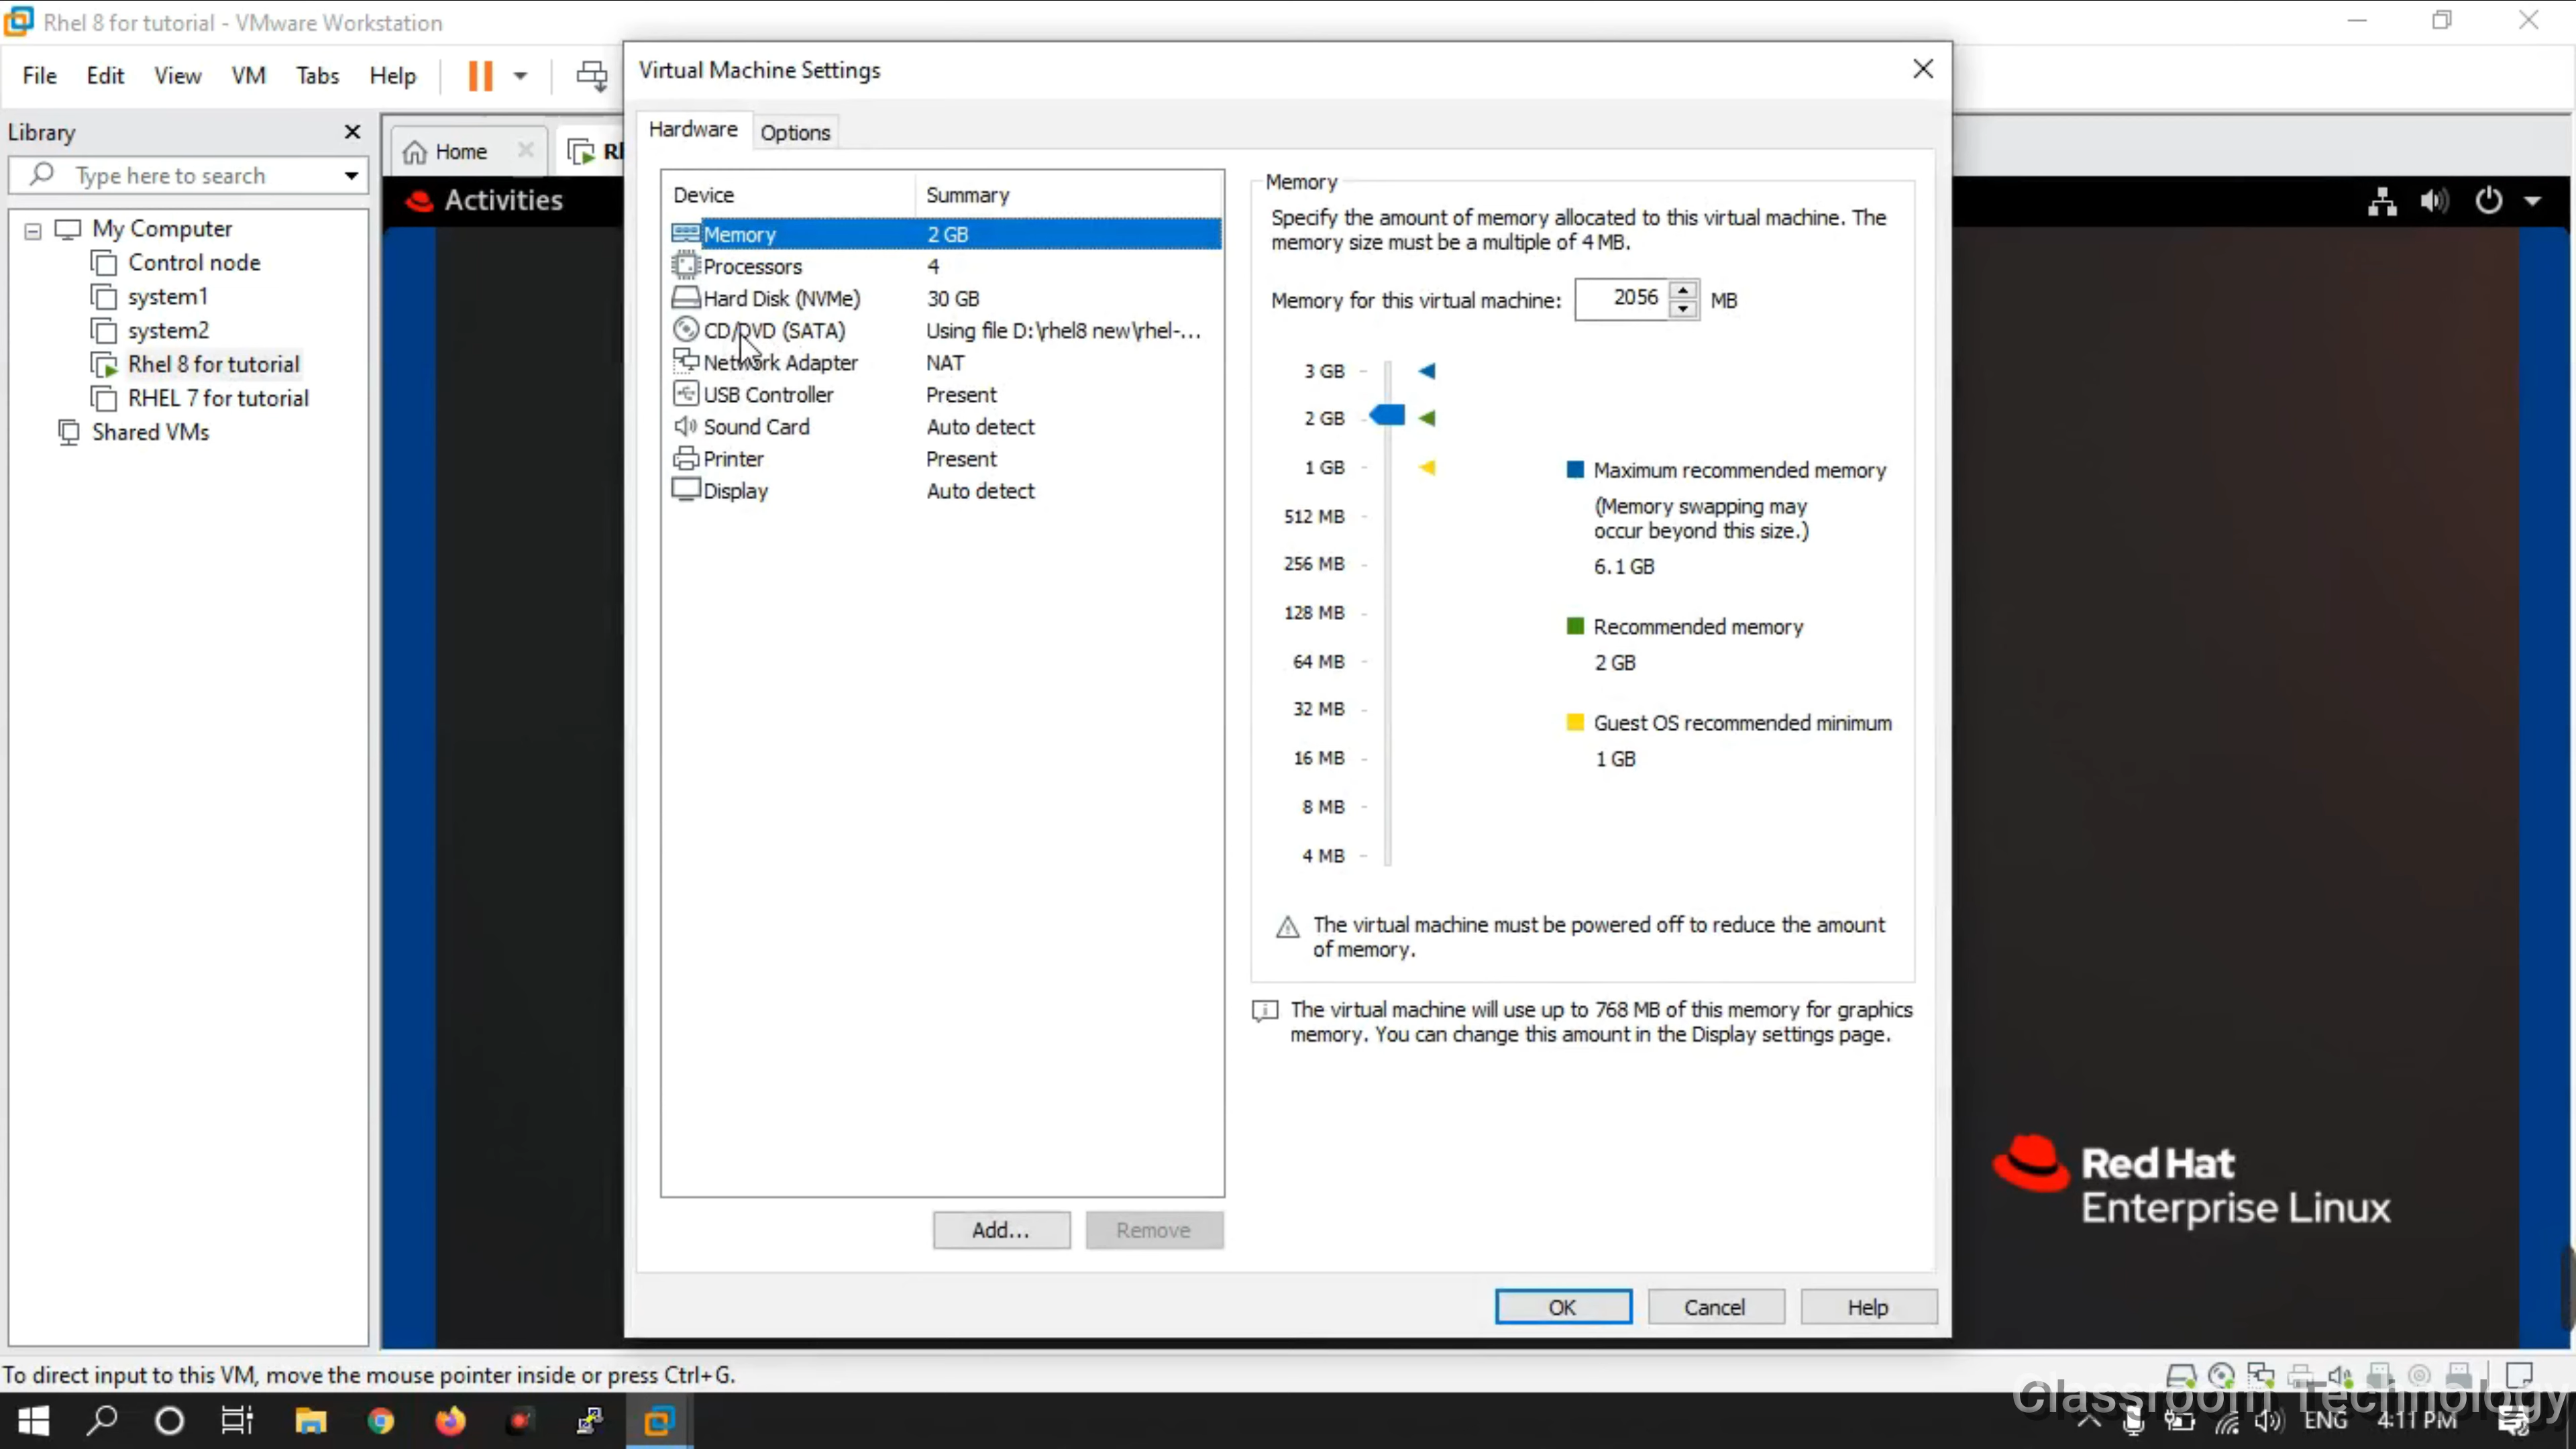 Rhel 8 for tutorial - VMware Workstation
File Edit View VM Tabs Help
Library
Type here to search
My Computer
Control node
system1
system2
Rhel 8 for tutorial
RHEL 7 for tutorial
Shared VMs
Home
Activities
Virtual Machine Settings
Hardware Options
Device Summary
Memory 2 GB
Processors 4
Hard Disk (NVMe) 30 GB
CD/DVD (SATA) Using file D:\rhel8 new\rhel-...
Network Adapter NAT
USB Controller Present
Sound Card Auto detect
Printer Present
Display Auto detect
Add... Remove
Memory
Specify the amount of memory allocated to this virtual machine. The
memory size must be a multiple of 4 MB.
Memory for this virtual machine: 2056 MB
3 GB
2 GB
1 GB
512 MB
256 MB
128 MB
64 MB
32 MB
16 MB
8 MB
4 MB
Maximum recommended memory
(Memory swapping may
occur beyond this size.)
6.1 GB
Recommended memory
2 GB
Guest OS recommended minimum
1 GB
The virtual machine must be powered off to reduce the amount
of memory.
The virtual machine will use up to 768 MB of this memory for graphics
memory. You can change this amount in the Display settings page.
OK Cancel Help
Red Hat
Enterprise Linux
To direct input to this VM, move the mouse pointer inside or press Ctrl+G.
Classroom Technology
ENG 4:11 PM